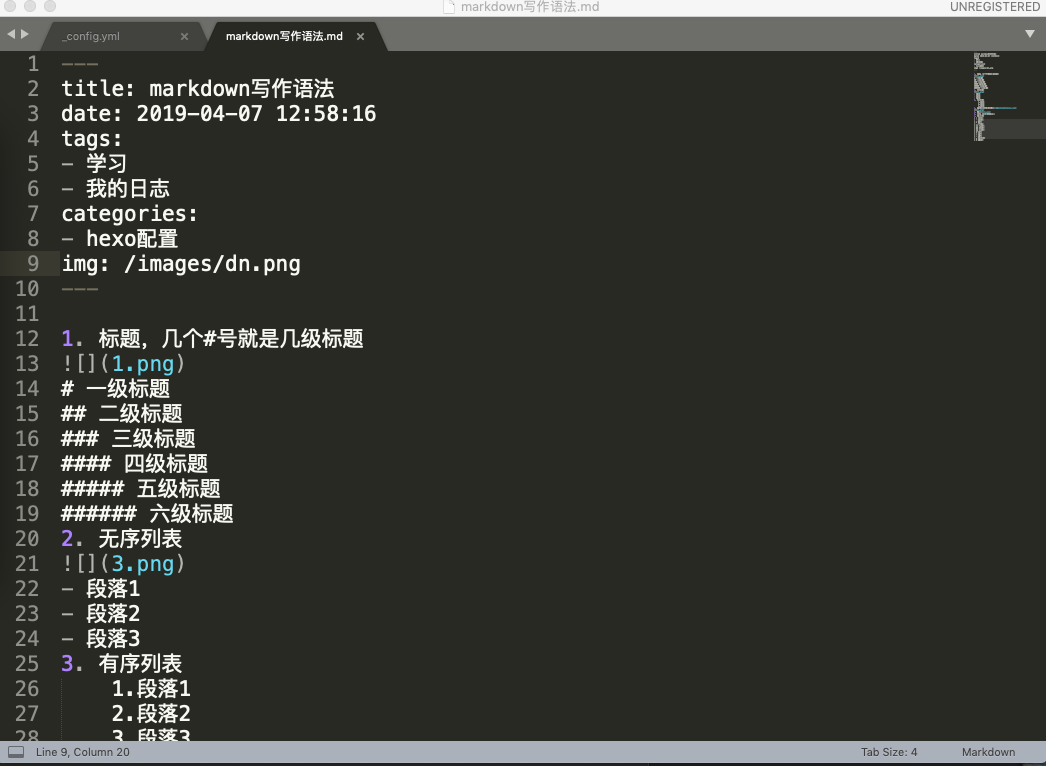 markdown写作语法.md
UNREGISTERED
_config.yml
markdown写作语法.md
1 ---
2 title: markdown写作语法
3 date: 2019-04-07 12:58:16
4 tags:
5 - 学习
6 - 我的日志
7 categories:
8 - hexo配置
9 img: /images/dn.png
10 ---
11
12 1. 标题，几个#号就是几级标题
13 ![](1.png)
14 # 一级标题
15 ## 二级标题
16 ### 三级标题
17 #### 四级标题
18 ##### 五级标题
19 ###### 六级标题
20 2. 无序列表
21 ![](3.png)
22 - 段落1
23 - 段落2
24 - 段落3
25 3. 有序列表
26 1.段落1
27 2.段落2
28 3.段落3
Line 9, Column 20
Tab Size: 4
Markdown